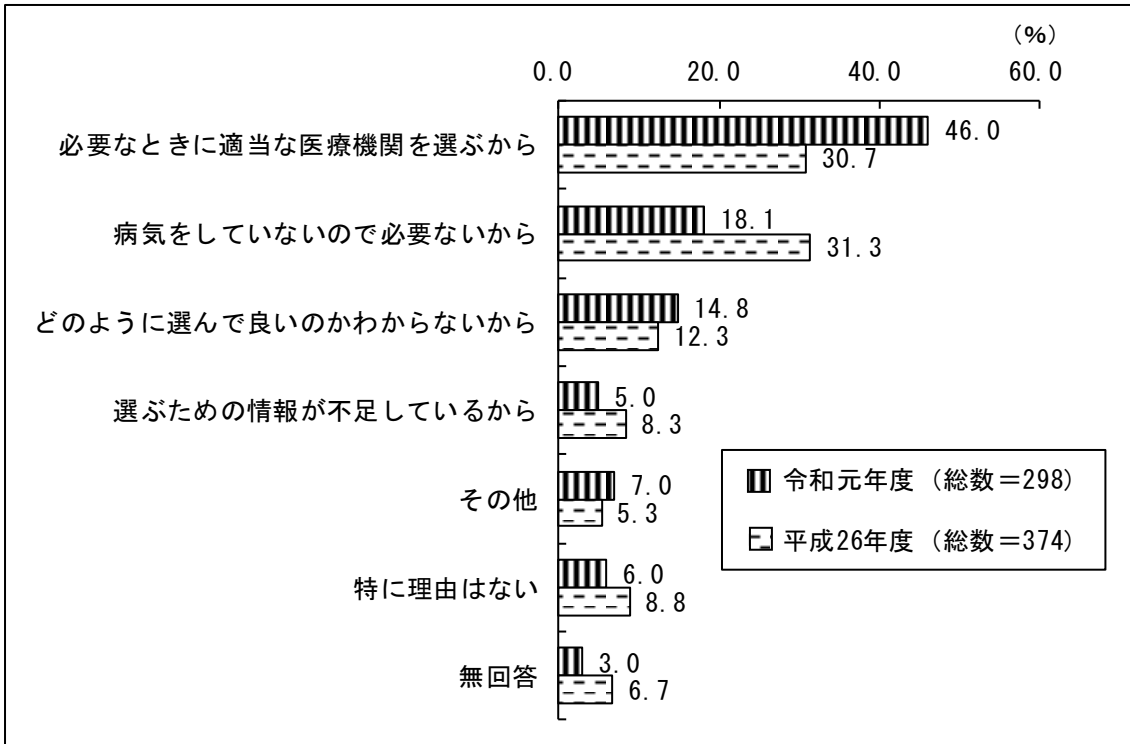 （%）
0.0 20.0 40.0 60.0
必要なときに適当な医療機関を選ぶから 46.0
30.7
病気をしていないので必要ないから 18.1
31.3
どのように選んで良いのかわからないから 14.8
12.3
選ぶための情報が不足しているから 5.0
8.3
その他 7.0
5.3
特に理由はない 6.0
8.8
無回答 3.0
6.7
令和元年度（総数＝298）
平成26年度（総数＝374）